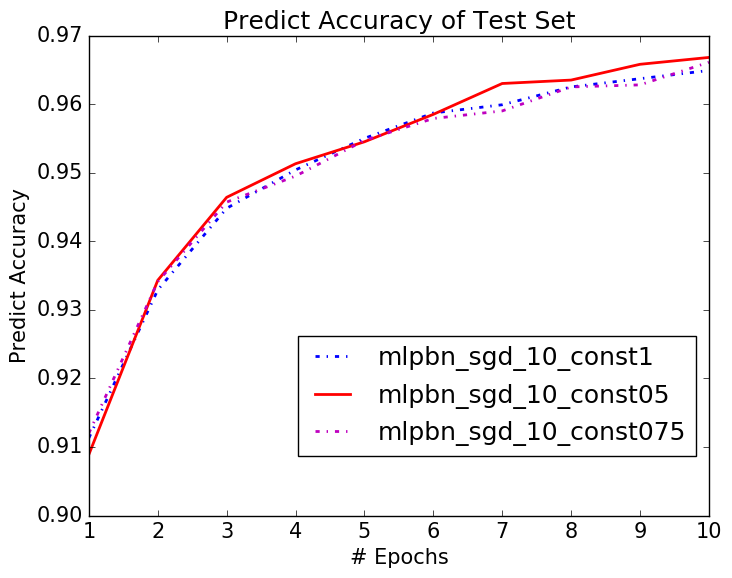 Predict Accuracy of Test Set
0.97
0.96
0.95
0.94
0.93
0.92
0.91
0.90
Predict Accuracy
mlpbn_sgd_10_const1
mlpbn_sgd_10_const05
mlpbn_sgd_10_const075
1 2 3 4 5 6 7 8 9 10
# Epochs